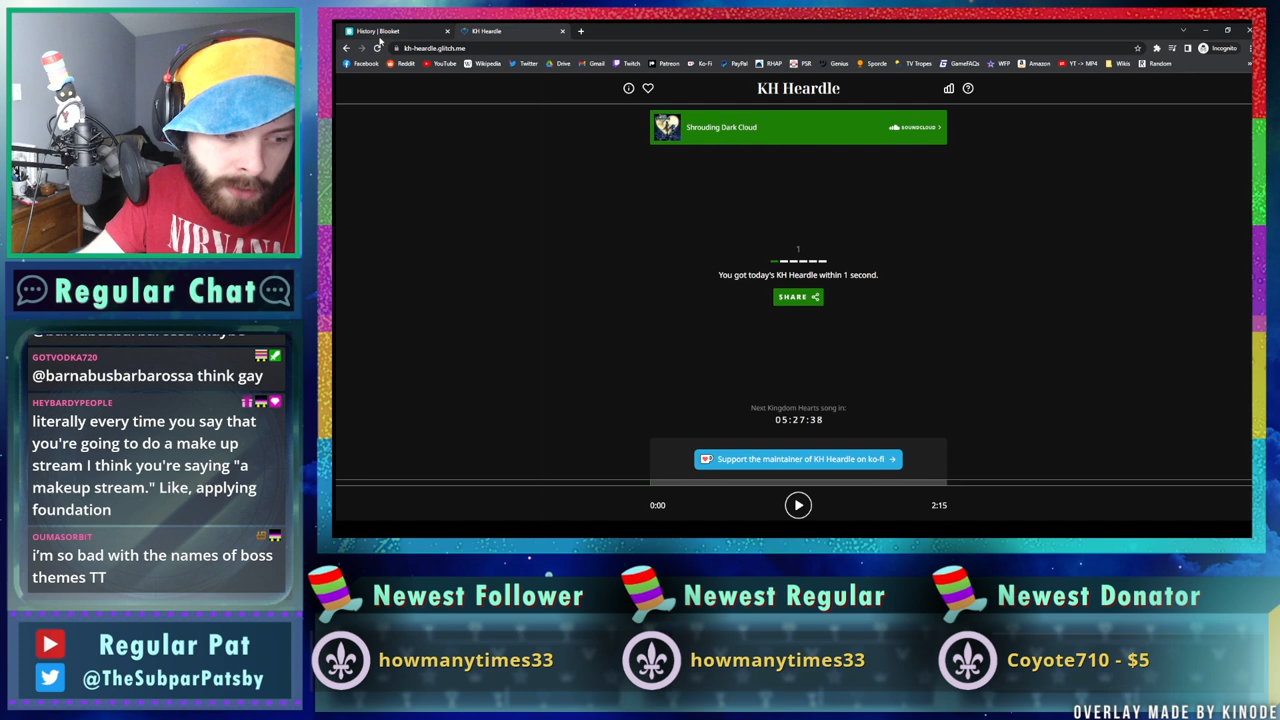 History | Blooket
KH Heardle
kh-heardle.glitch.me
Incognito
Facebook
Reddit
YouTube
Wikipedia
Twitter
Drive
Gmail
Twitch
Patreon
Ko-Fi
PayPal
RHAP
PSR
Genius
Sporcle
TV Tropes
GameFAQs
WFP
Amazon
YT -> MP4
Wikis
Random
KH Heardle
Shrouding Dark Cloud
SOUNDCLOUD
1
You got today's KH Heardle within 1 second.
SHARE
Next Kingdom Hearts song in:
05:27:38
Support the maintainer of KH Heardle on ko-fi
0:00
2:15
NIRVANA
Regular Chat
GOTVODKA720
@barnabusbarbarossa think gay
HEYBARDYPEOPLE
literally every time you say that
you're going to do a make up
stream I think you're saying "a
makeup stream." Like, applying
foundation
OUMASORBIT
i'm so bad with the names of boss
themes TT
Regular Pat
@TheSubparPatsby
Newest Follower
howmanytimes33
Newest Regular
howmanytimes33
Newest Donator
Coyote710 - $5
OVERLAY MADE BY KINODE